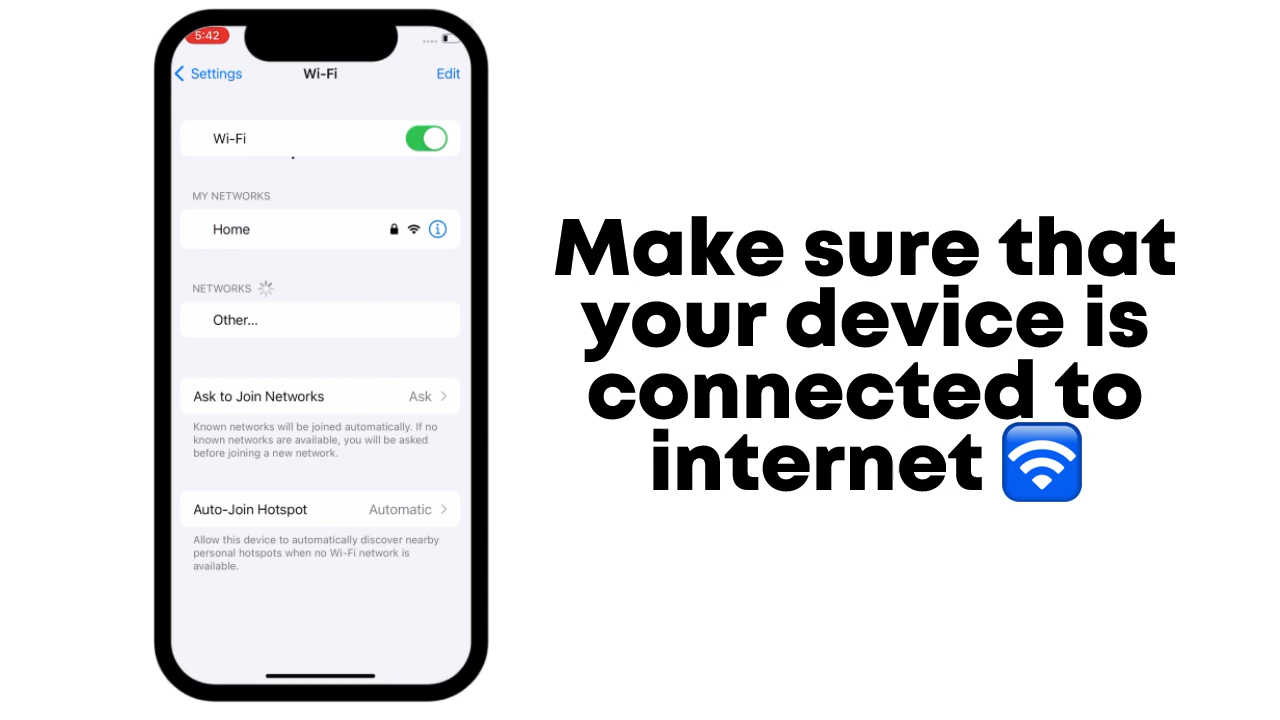 5:42
Settings
Wi-Fi
Edit
Wi-Fi
MY NETWORKS
Home
NETWORKS
Other...
Ask to Join Networks
Ask
Known networks will be joined automatically. If no
known networks are available, you will be asked
before joining a new network.
Auto-Join Hotspot
Automatic
Allow this device to automatically discover nearby
personal hotspots when no Wi-Fi network is
available.
Make sure that
your device is
connected to
internet